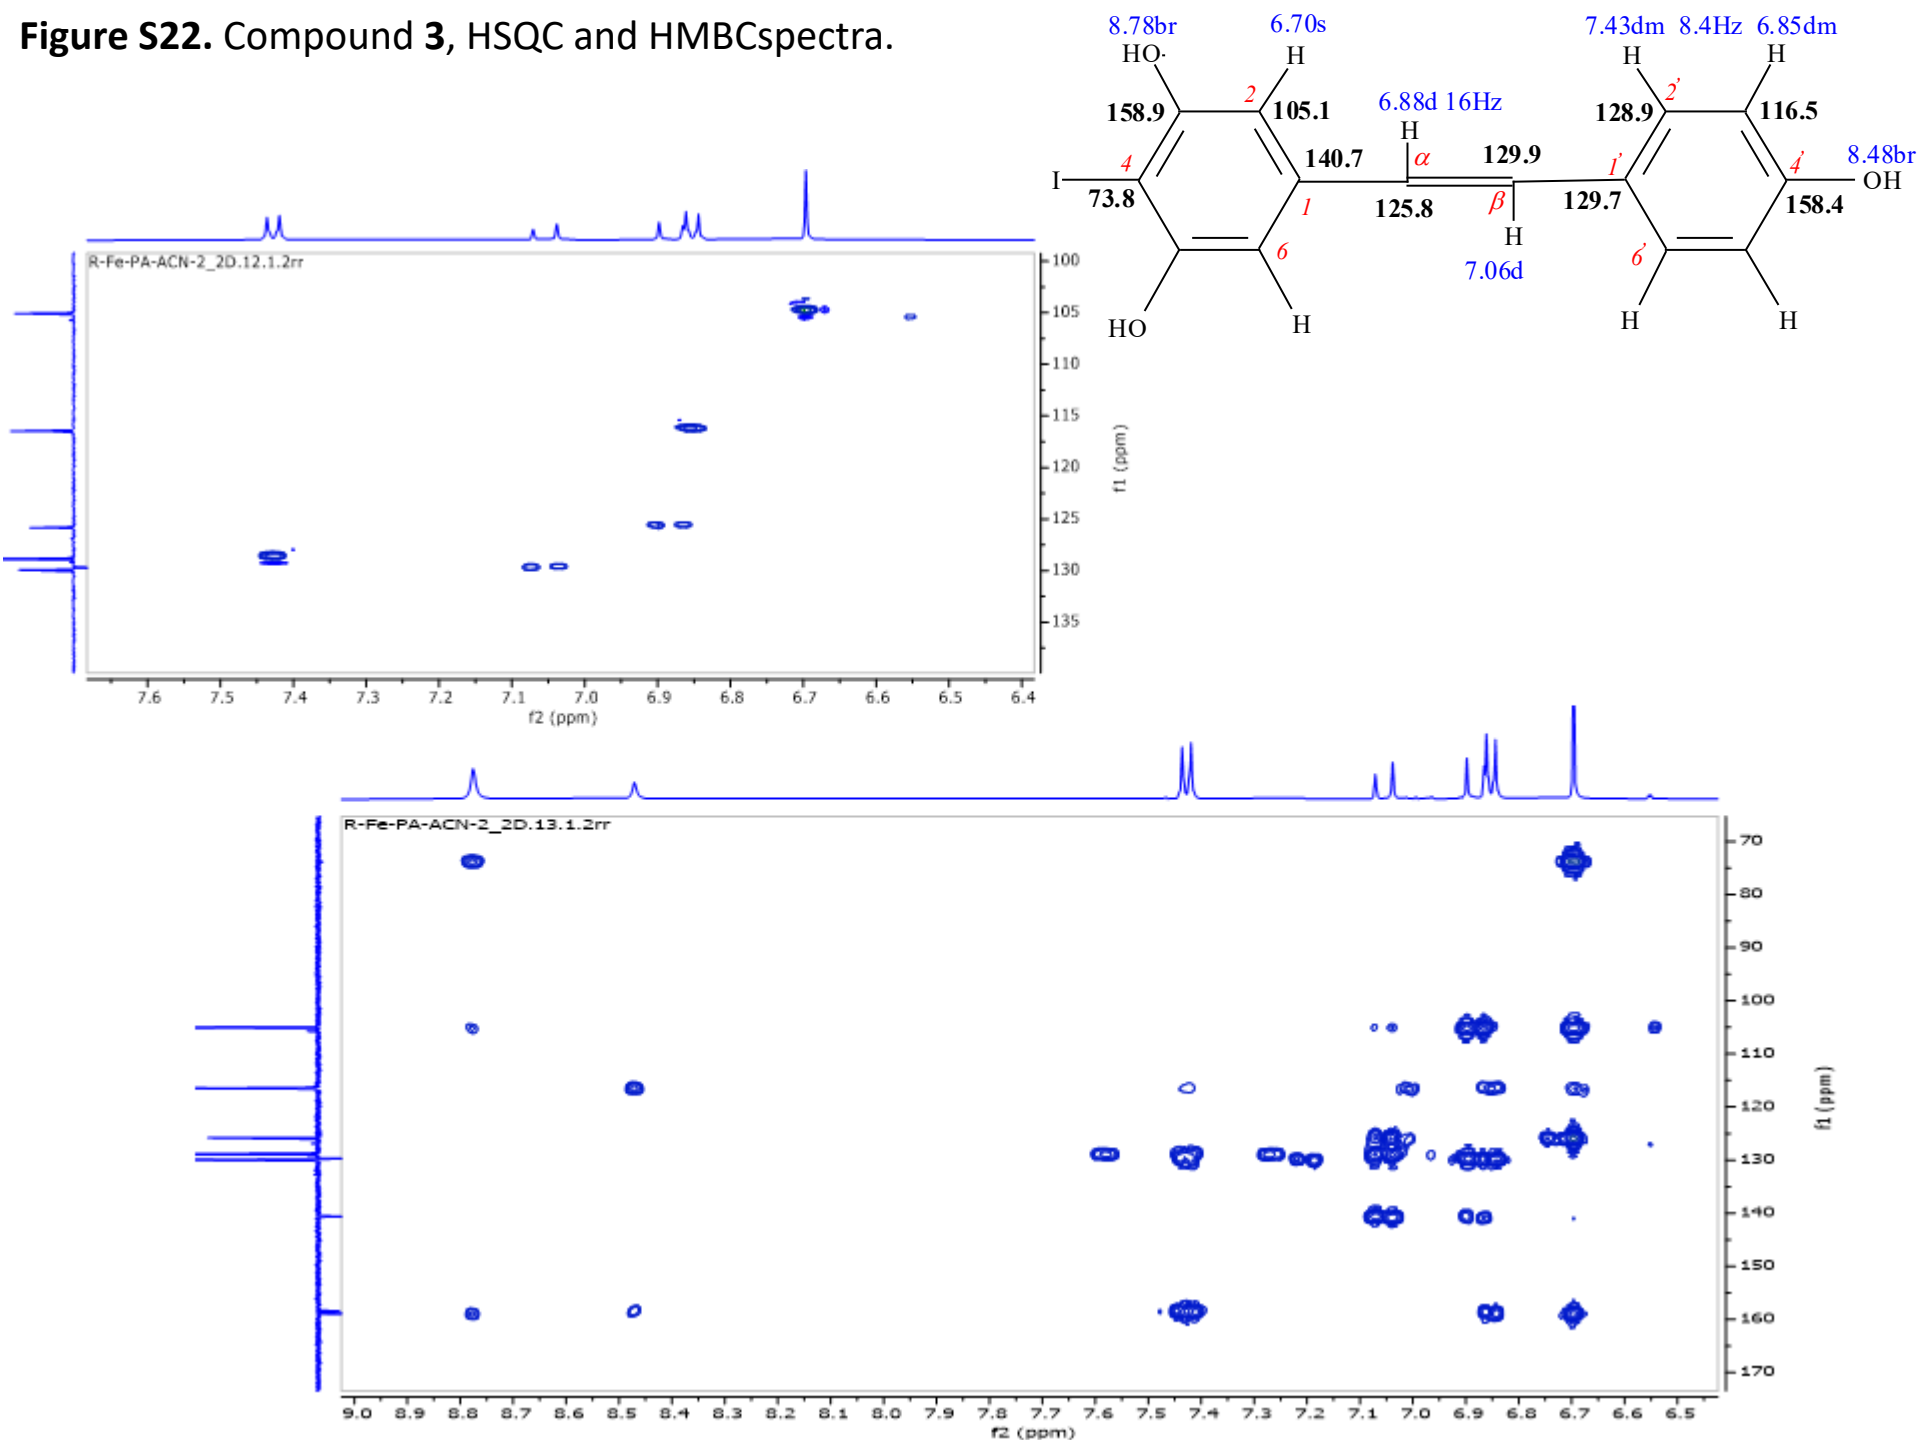 Figure S22. Compound 3, HSQC and HMBCspectra.
8.78br 6.70s 7.43dm 8.4Hz 6.85dm
HO. H H H
2 6.88d 16Hz 2'
158.9 105.1 H 128.9 116.5
4 140.7 α 129.9 1' 4' 8.48br
I 73.8 1 125.8 β 129.7 158.4 OH
6 H 6'
7.06d
HO H H H
R-Fe-PA-ACN-2_2D.12.1.2rr
100
105
110
115
120
125
130
135
f1 (ppm)
7.6 7.5 7.4 7.3 7.2 7.1 7.0 6.9 6.8 6.7 6.6 6.5 6.4
f2 (ppm)
R-Fe-PA-ACN-2_2D.13.1.2rr
70
80
90
100
110
120
130
140
150
160
170
f1 (ppm)
9.0 8.9 8.8 8.7 8.6 8.5 8.4 8.3 8.2 8.1 8.0 7.9 7.8 7.7 7.6 7.5 7.4 7.3 7.2 7.1 7.0 6.9 6.8 6.7 6.6 6.5
f2 (ppm)